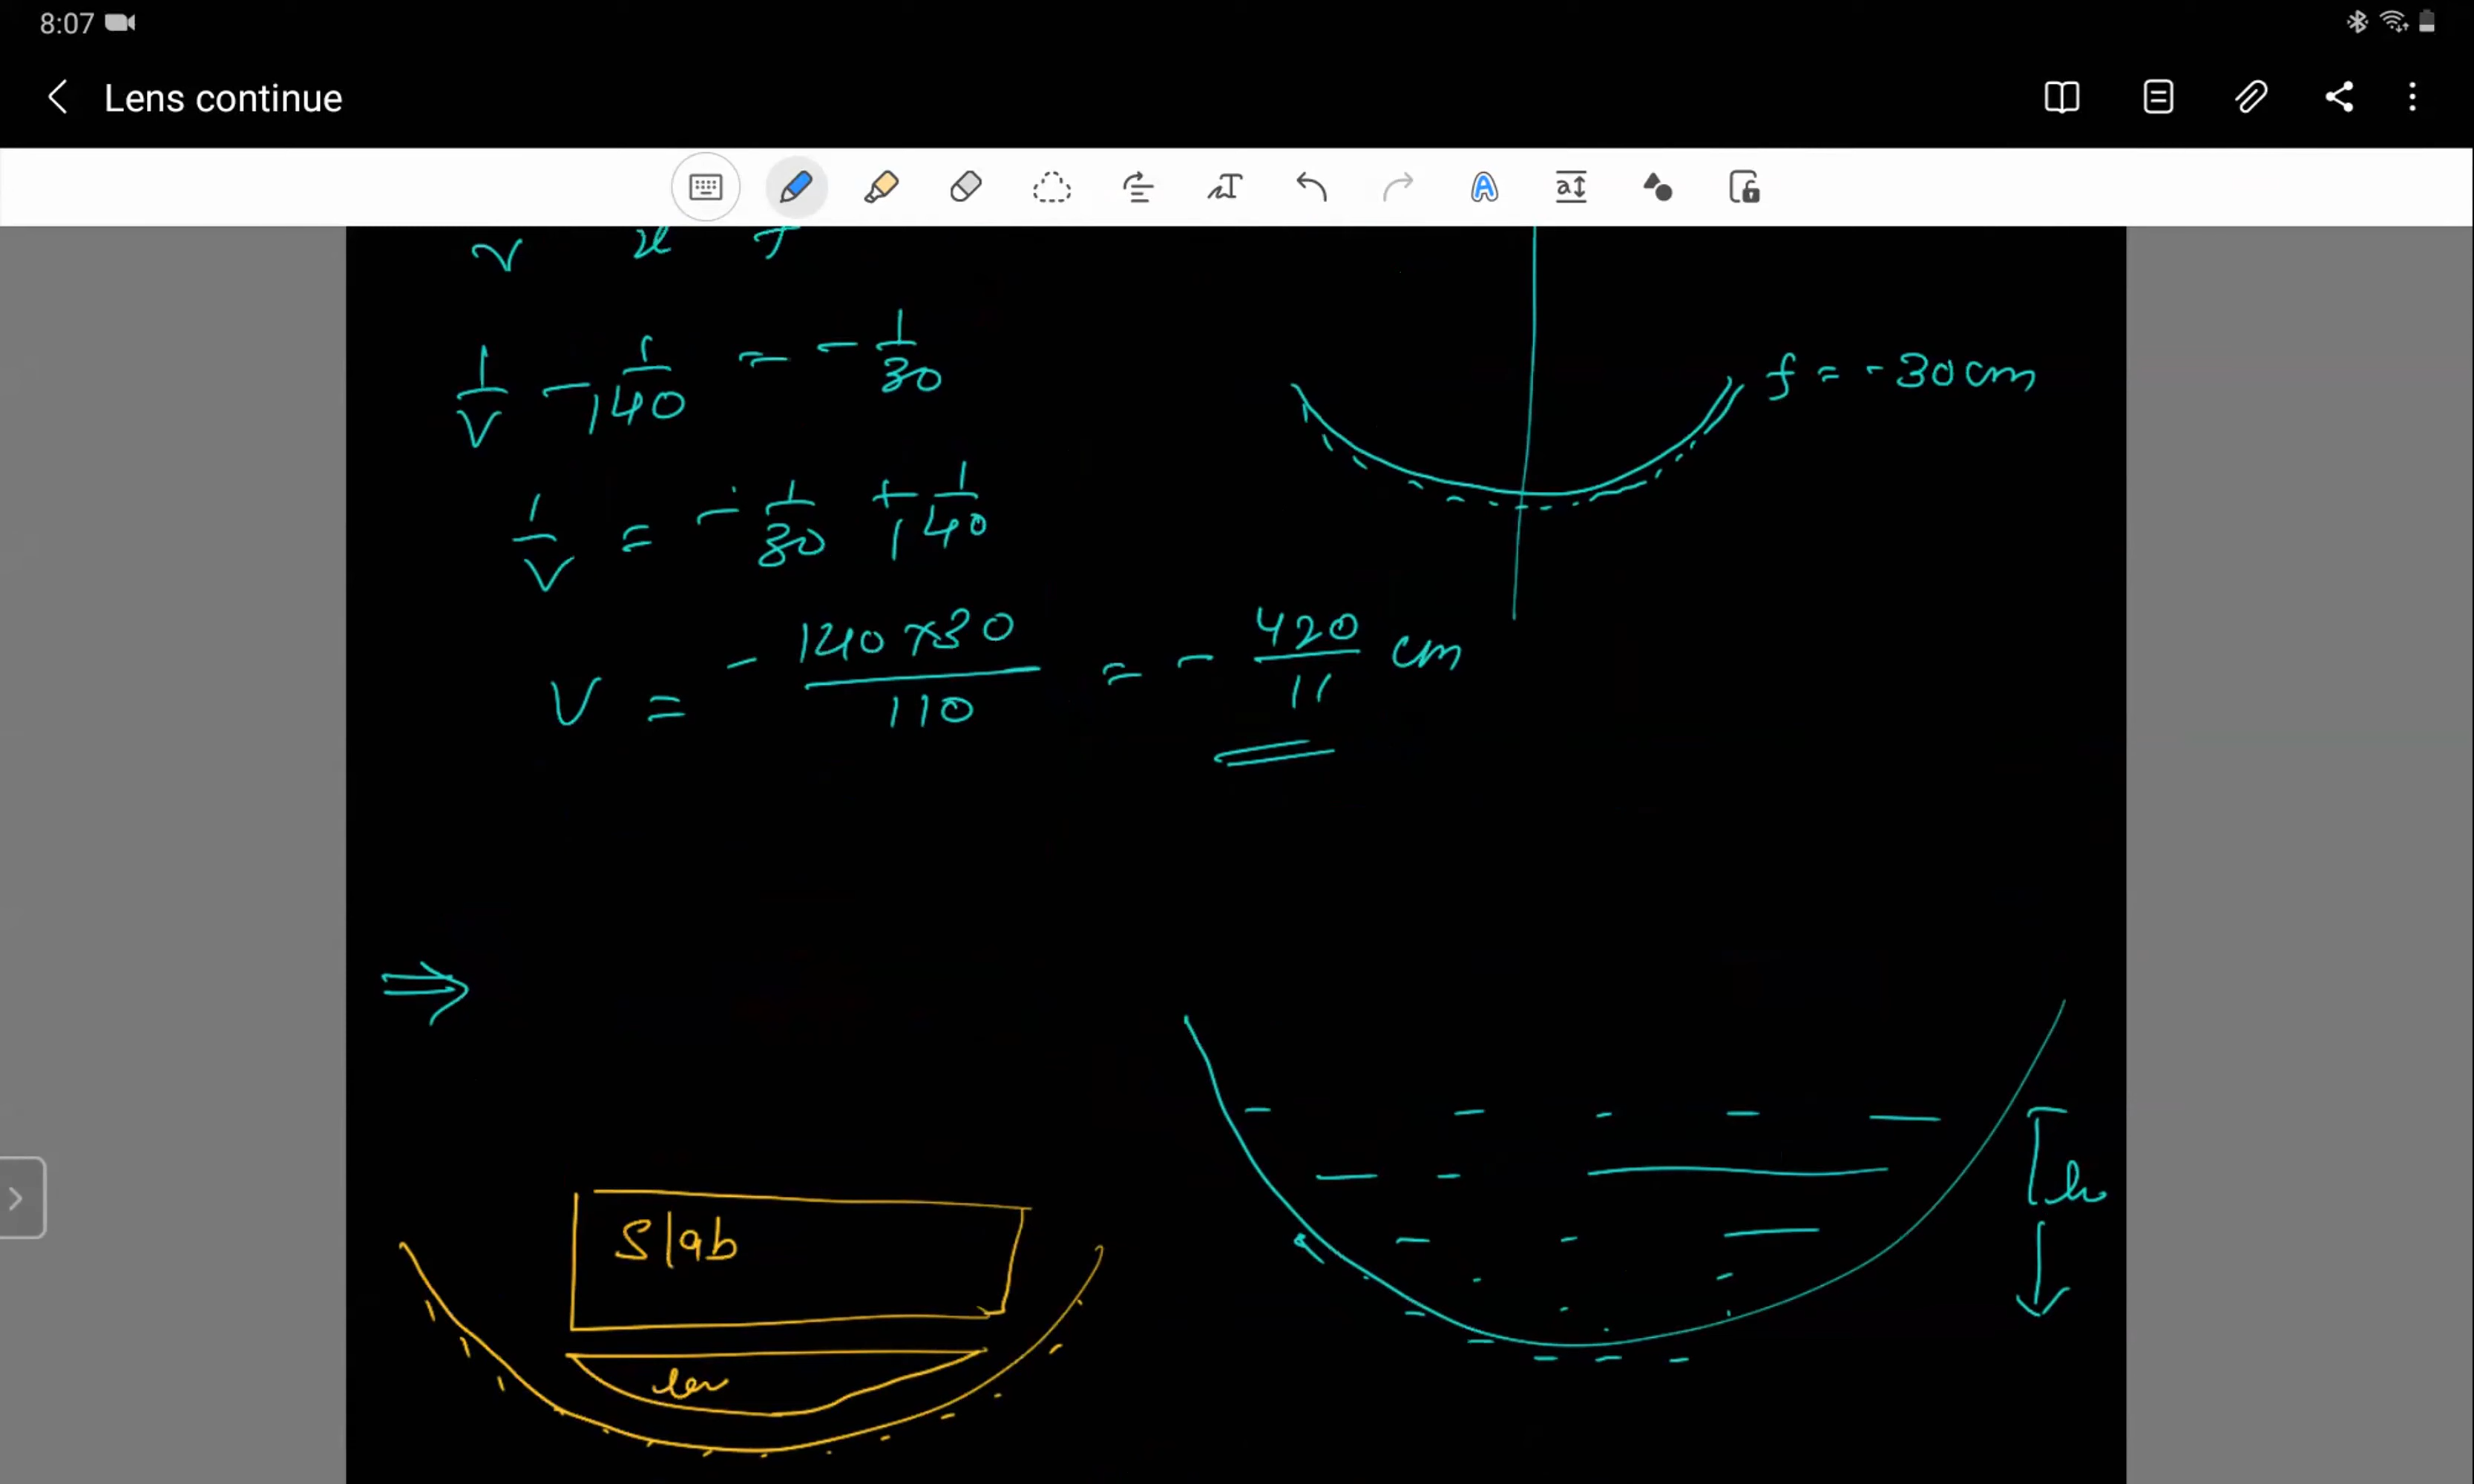 8:07
Lens continue
v u f
1/v - 1/140 = - 1/30
f = -30 cm
1/v = - 1/30 + 1/140
v = - 140 × 30 / 110 = - 420/11 cm
⇒
h
Slab
len